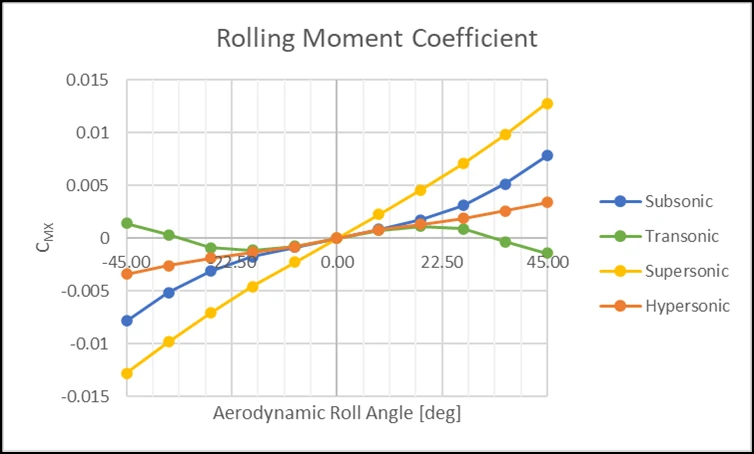 Rolling Moment Coefficient
0.015
0.01
0.005
0
-0.005
-0.01
-0.015
-45.00 -22.50 0.00 22.50 45.00
CMX
Aerodynamic Roll Angle [deg]
Subsonic
Transonic
Supersonic
Hypersonic